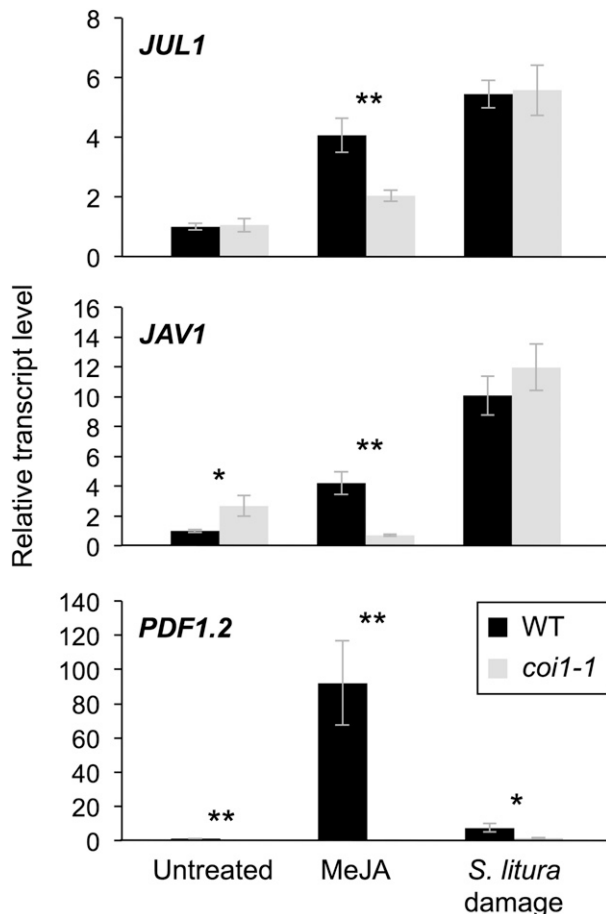 Relative transcript level
JUL1
8
6
4
2
0
**
JAV1
16
14
12
10
8
6
4
2
0
*
**
PDF1.2
140
120
100
80
60
40
20
0
**
**
*
WT
coi1-1
Untreated
MeJA
S. litura
damage